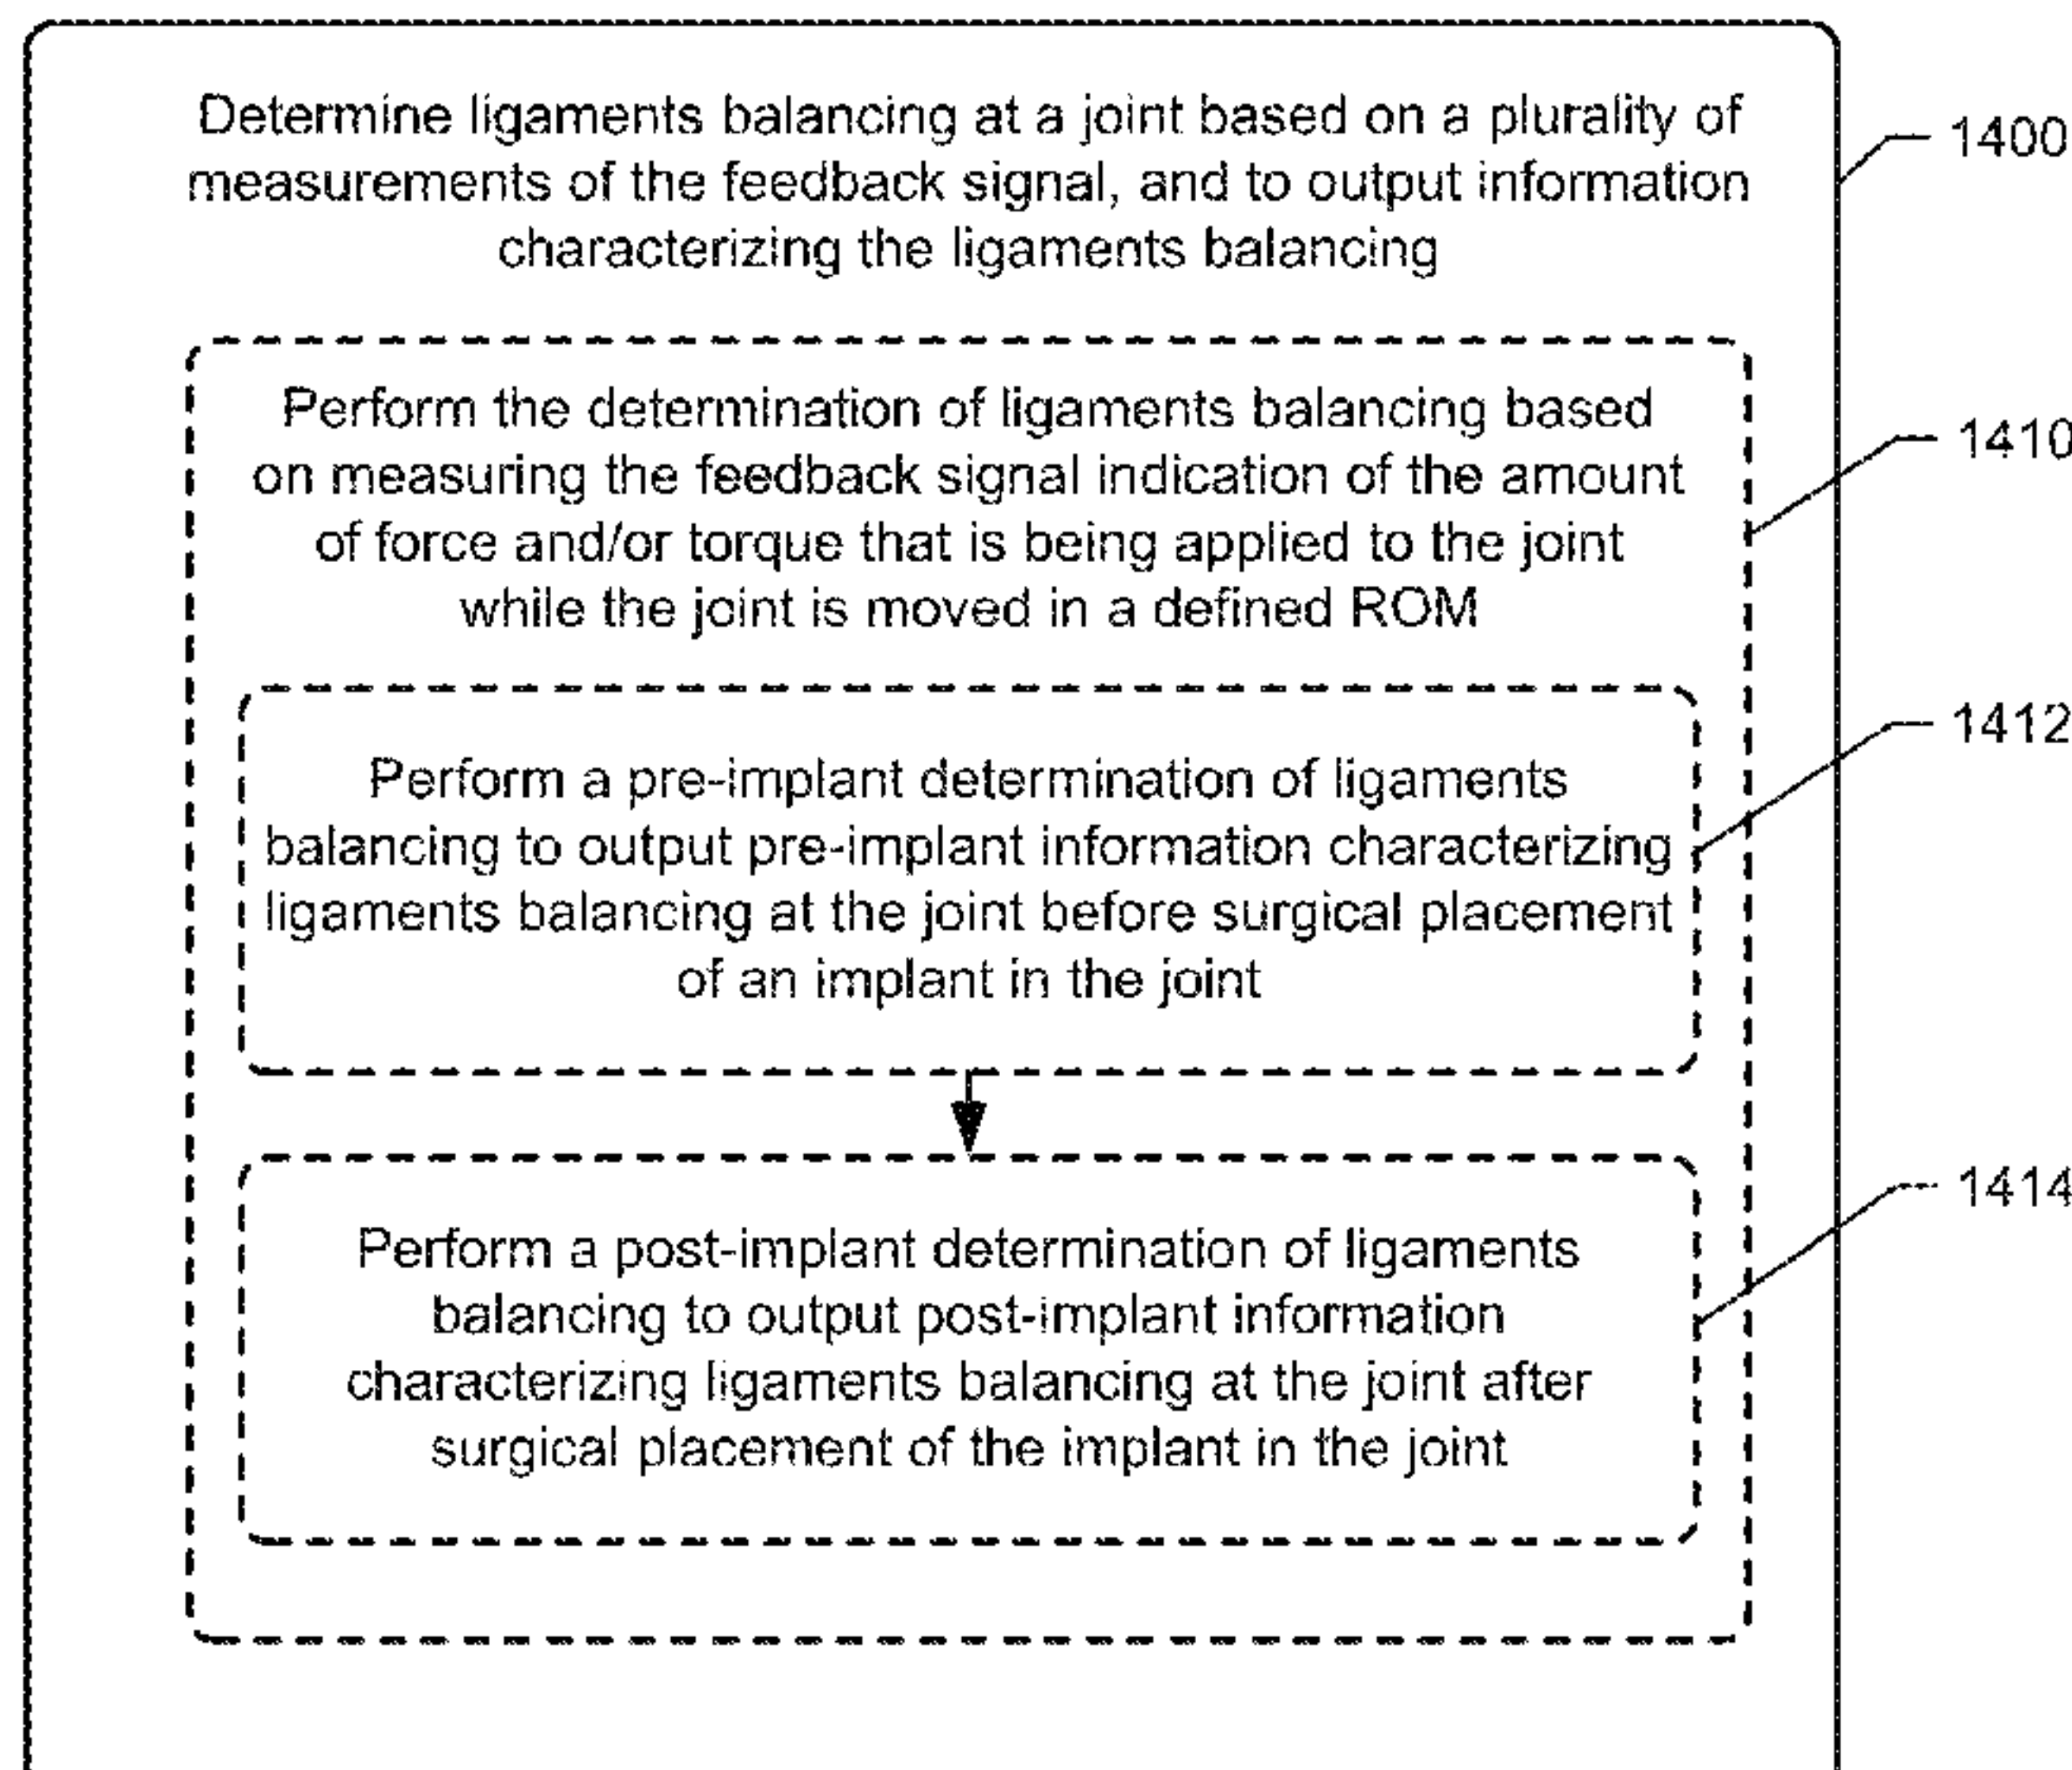 Determine ligaments balancing at a joint based on a plurality of
measurements of the feedback signal, and to output information
characterizing the ligaments balancing
1400
Perform the determination of ligaments balancing based
on measuring the feedback signal indication of the amount
of force and/or torque that is being applied to the joint
while the joint is moved in a defined ROM
1410
Perform a pre-implant determination of ligaments
balancing to output pre-implant information characterizing
ligaments balancing at the joint before surgical placement
of an implant in the joint
1412
Perform a post-implant determination of ligaments
balancing to output post-implant information
characterizing ligaments balancing at the joint after
surgical placement of the implant in the joint
1414